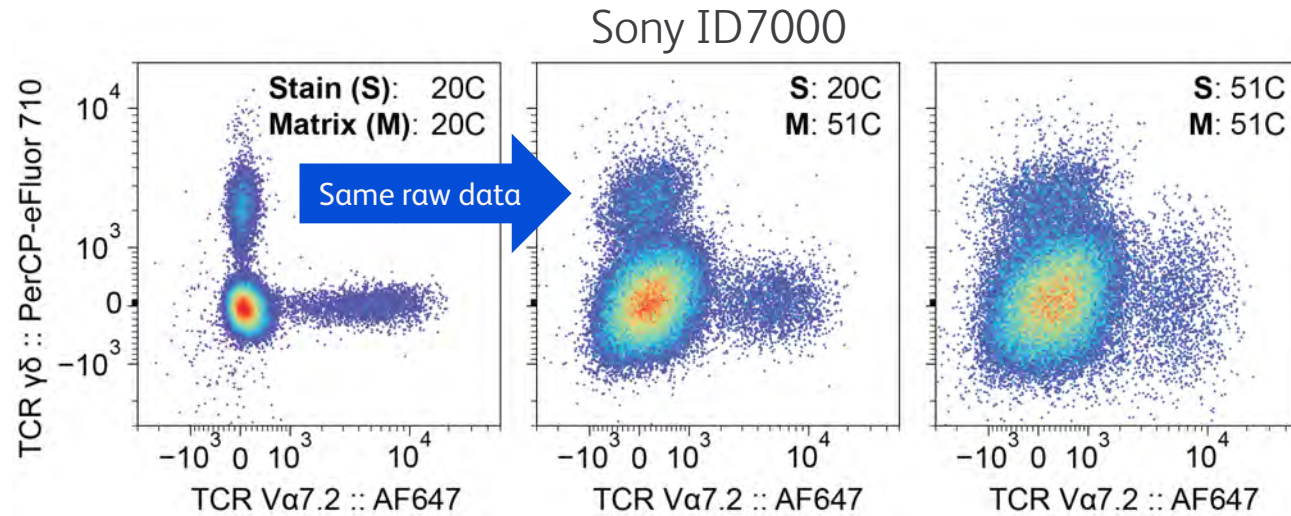 Sony ID7000
Stain (S): 20C
Matrix (M): 20C
S: 20C
M: 51C
S: 51C
M: 51C
Same raw data
TCR γδ :: PerCP-eFluor 710
10⁴
10³
0
−10³
−10³ 0 10³ 10⁴
−10³ 0 10³ 10⁴
−10³ 0 10³ 10⁴
TCR Vα7.2 :: AF647
TCR Vα7.2 :: AF647
TCR Vα7.2 :: AF647